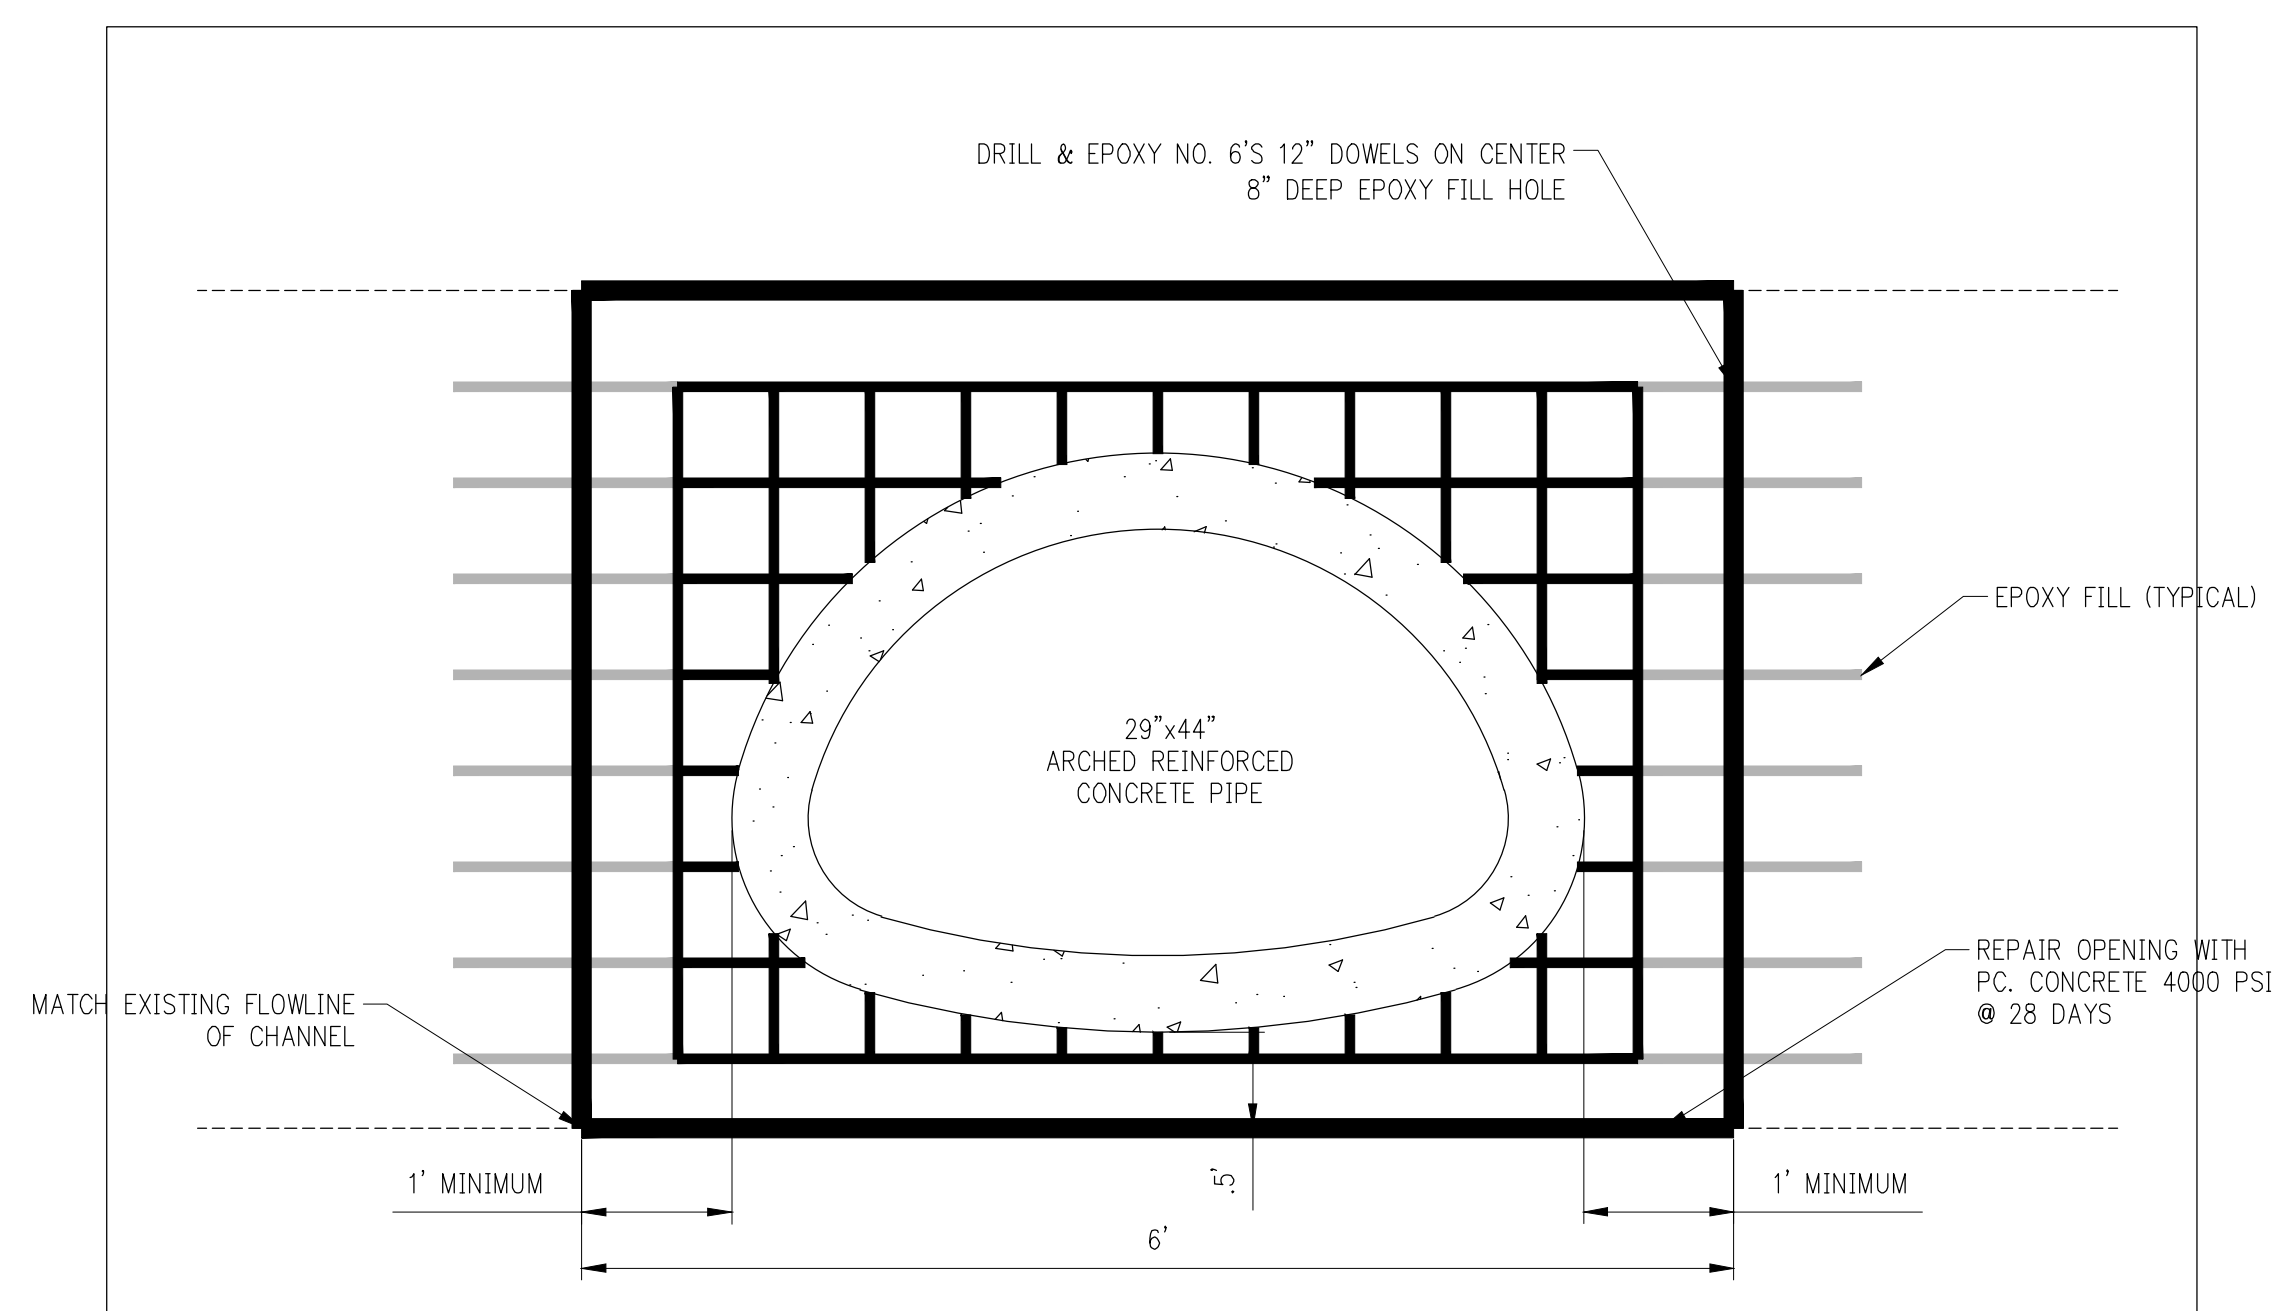 DRILL & EPOXY NO. 6'S 12" DOWELS ON CENTER
8" DEEP EPOXY FILL HOLE
EPOXY FILL (TYPICAL)
29"x44"
ARCHED REINFORCED
CONCRETE PIPE
REPAIR OPENING WITH
PC. CONCRETE 4000 PSI
@ 28 DAYS
MATCH EXISTING FLOWLINE
OF CHANNEL
1' MINIMUM
.5'
1' MINIMUM
6'